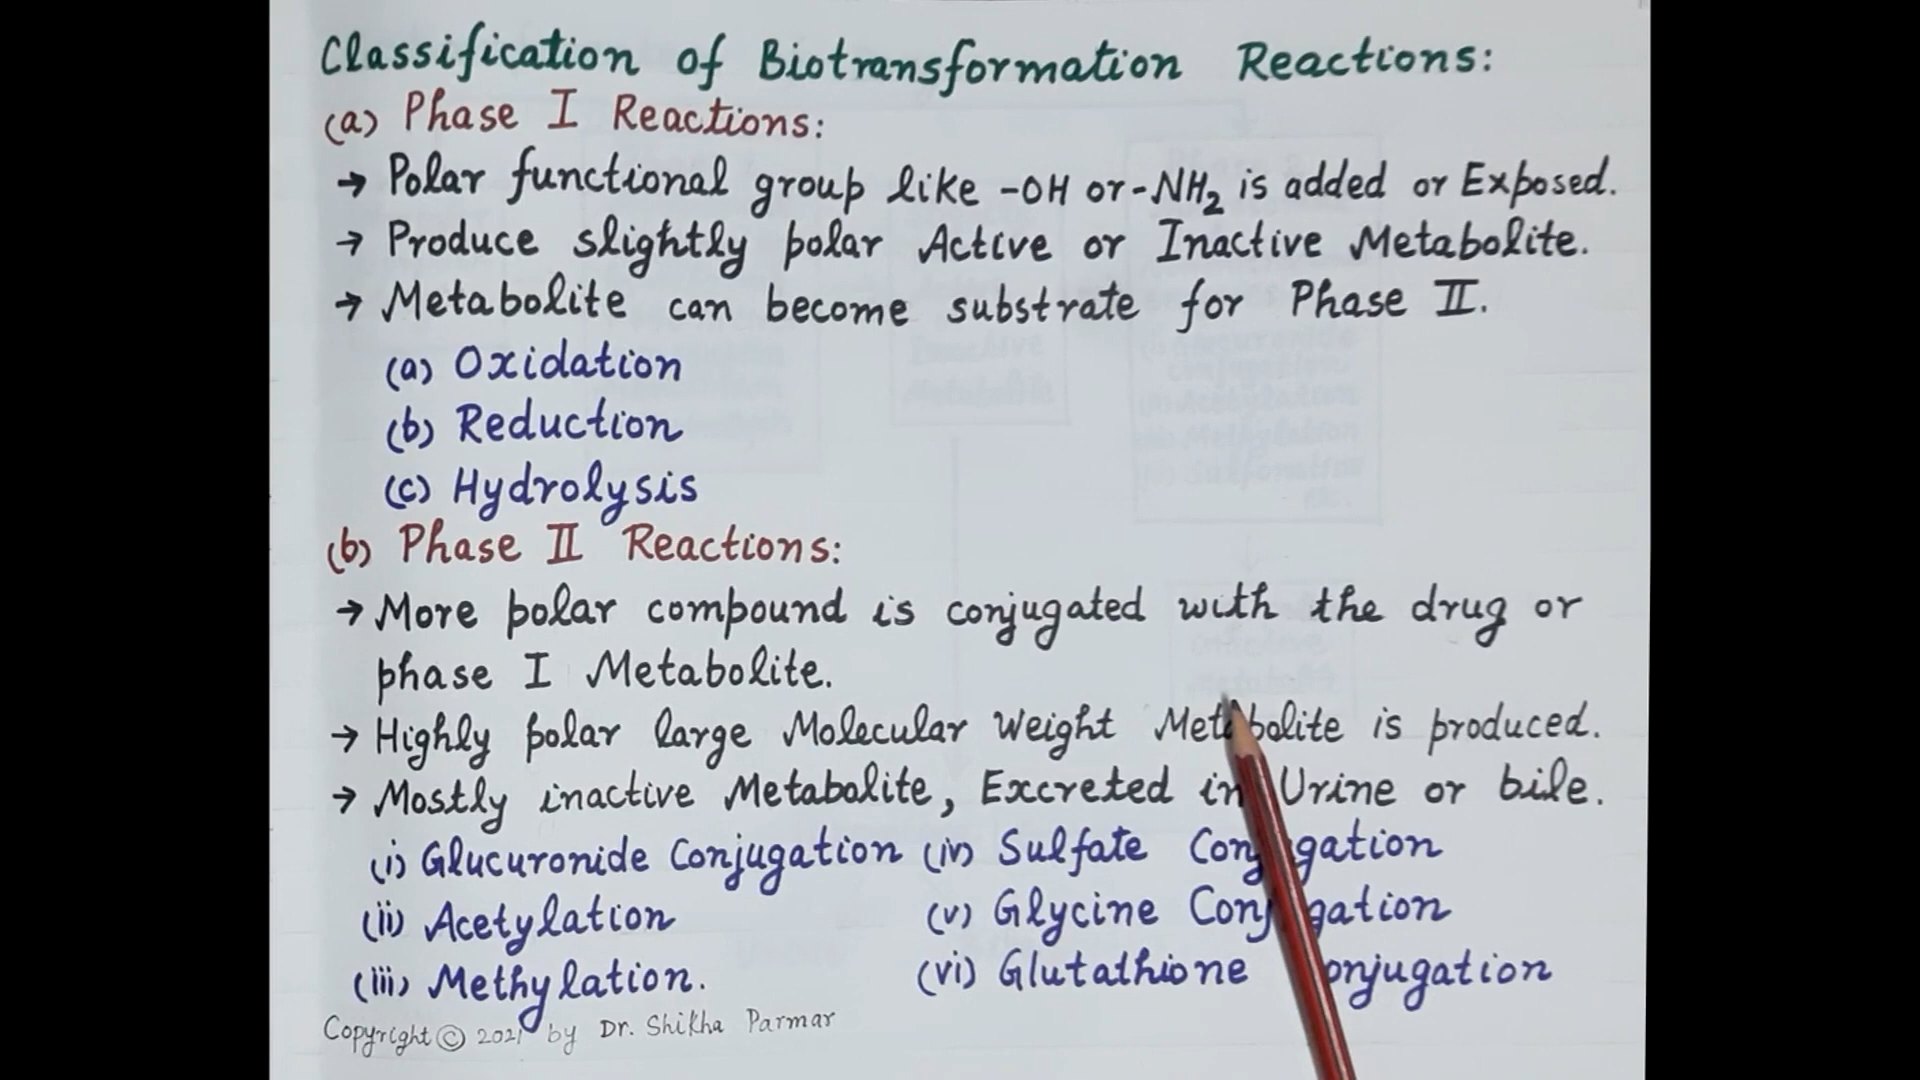 Classification of Biotransformation Reactions:
(a) Phase I Reactions:
→ Polar functional group like -OH or -NH₂ is added or Exposed.
→ Produce slightly polar Active or Inactive Metabolite.
→ Metabolite can become substrate for Phase II.
(a) Oxidation
(b) Reduction
(c) Hydrolysis
(b) Phase II Reactions:
→ More polar compound is conjugated with the drug or
phase I Metabolite.
→ Highly polar large Molecular Weight Metabolite is produced.
→ Mostly inactive Metabolite, Excreted in Urine or bile.
(i) Glucuronide Conjugation (iv) Sulfate Conjugation
(ii) Acetylation (v) Glycine Conjugation
(iii) Methylation. (vi) Glutathione Conjugation
Copyright © 2021 by Dr. Shikha Parmar